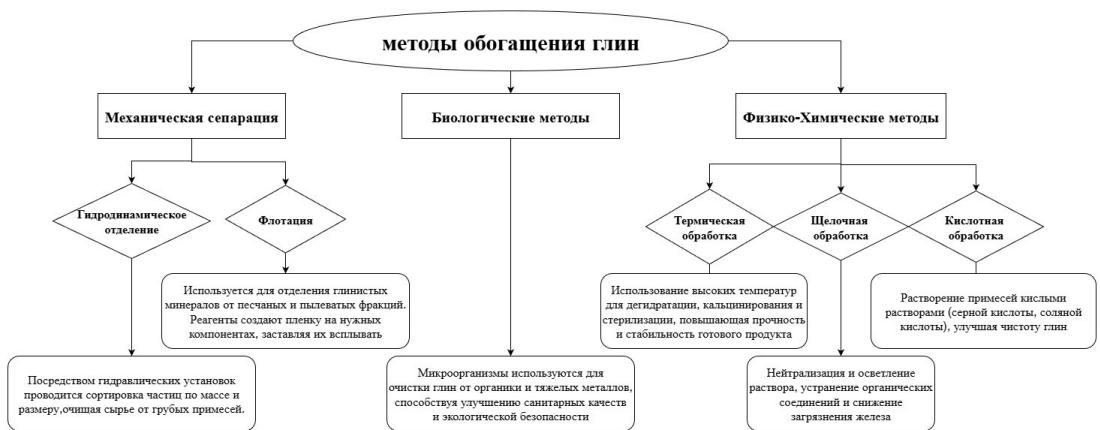 методы обогащения глин
Механическая сепарация
Биологические методы
Физико-Химические методы
Гидродинамическое
отделение
Флотация
Термическая
обработка
Щелочная
обработка
Кислотная
обработка
Используется для отделения глинистых
минералов от песчаных и пылеватых фракций.
Реагенты создают пленку на нужных
компонентах, заставляя их всплывать
Использование высоких температур
для дегидратации, кальцинирования и
стерилизации, повышающая прочность
и стабильность готового продукта
Растворение примесей кислыми
растворами (серной кислоты, соляной
кислоты), улучшая чистоту глин
Посредством гидравлических установок
проводится сортировка частиц по массе и
размеру,очищая сырье от грубых примесей.
Микроорганизмы используются для
очистки глин от органики и тяжелых металлов,
способствуя улучшению санитарных качеств
и экологической безопасности
Нейтрализация и осветление
раствора, устранение органических
соединений и снижение
загрязнения железа